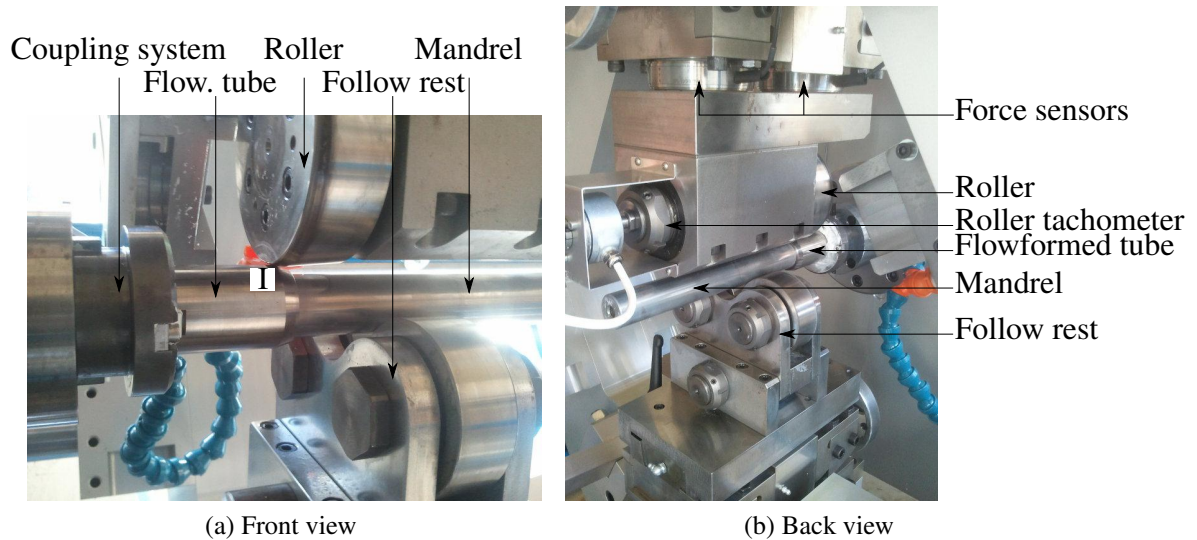 Coupling system
Roller
Mandrel
Flow. tube
Follow rest
I
(a) Front view
Force sensors
Roller
Roller tachometer
Flowformed tube
Mandrel
Follow rest
(b) Back view